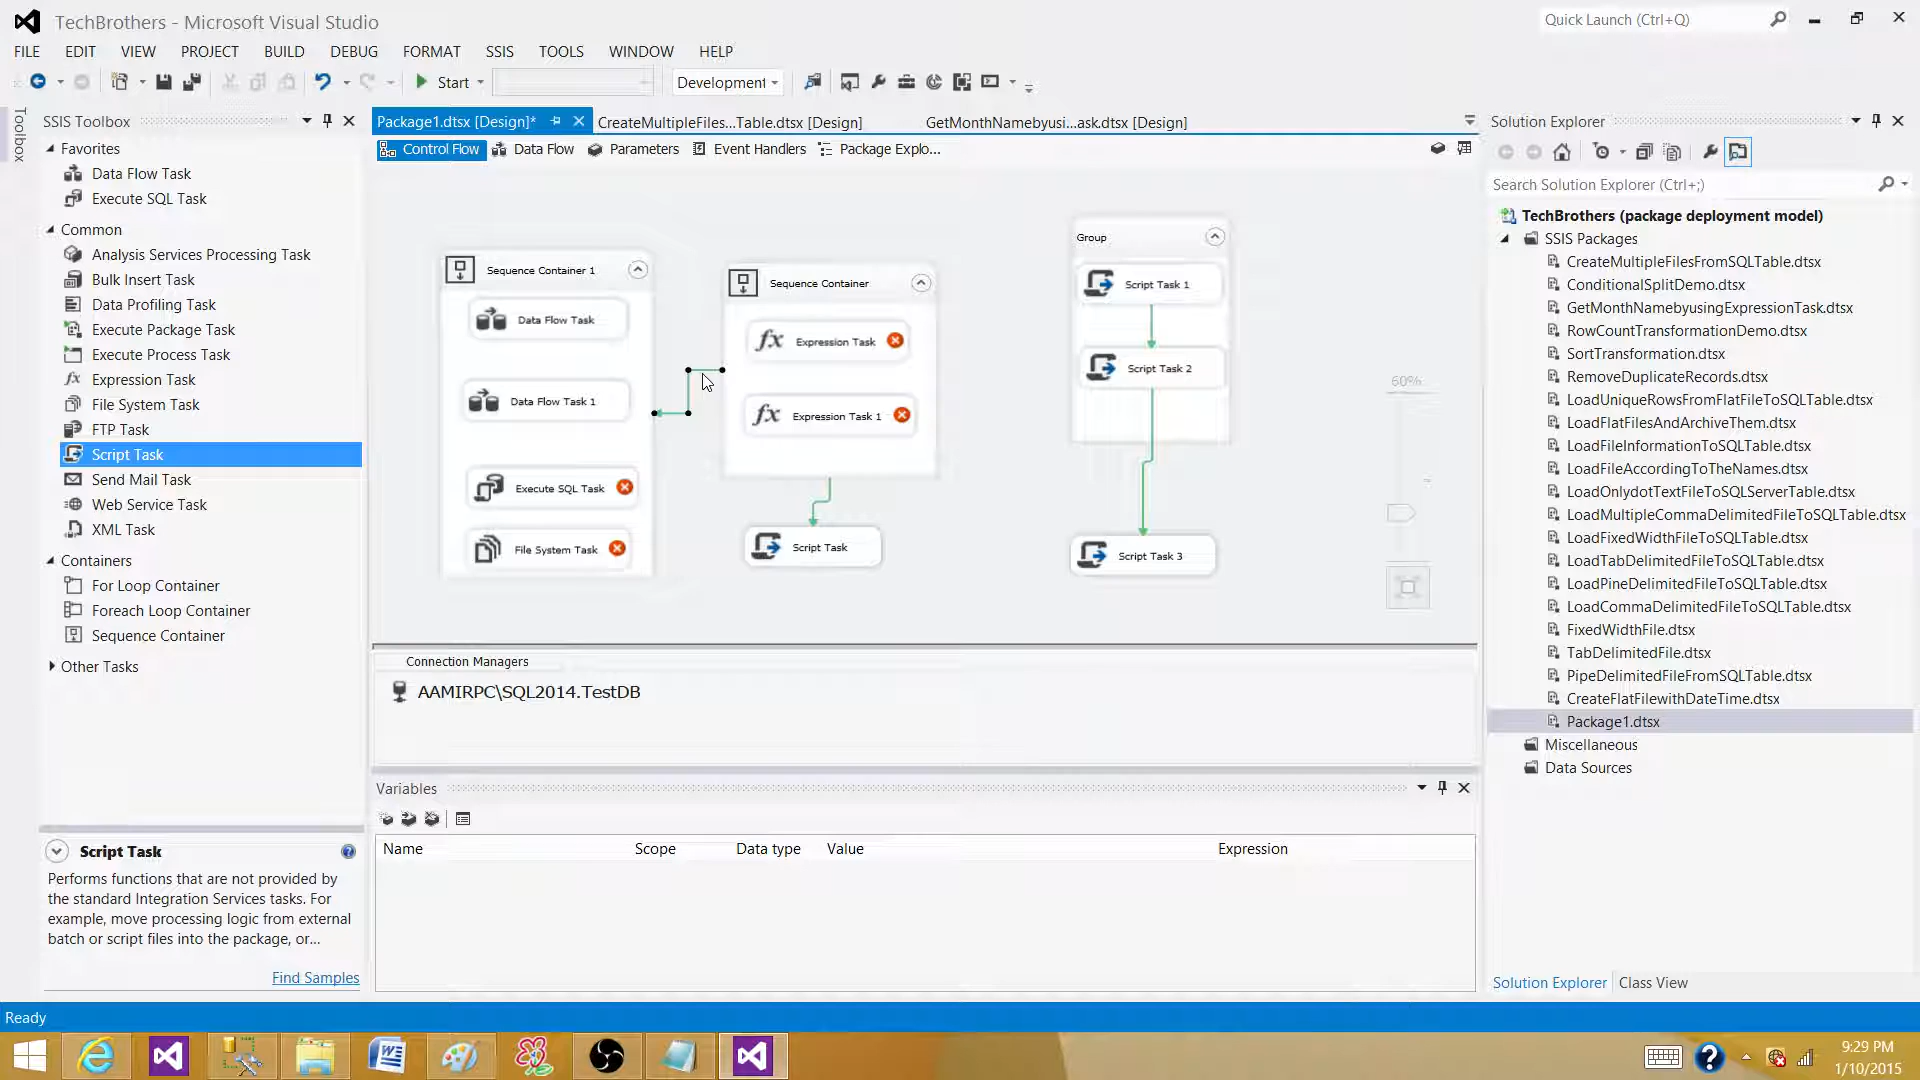 TechBrothers - Microsoft Visual Studio
Quick Launch (Ctrl+Q)
FILE EDIT VIEW PROJECT BUILD DEBUG FORMAT SSIS TOOLS WINDOW HELP
Start Development
Toolbox
SSIS Toolbox
Favorites
Data Flow Task
Execute SQL Task
Common
Analysis Services Processing Task
Bulk Insert Task
Data Profiling Task
Execute Package Task
Execute Process Task
Expression Task
File System Task
FTP Task
Script Task
Send Mail Task
Web Service Task
XML Task
Containers
For Loop Container
Foreach Loop Container
Sequence Container
Other Tasks
Script Task
Performs functions that are not provided by
the standard Integration Services tasks. For
example, move processing logic from external
batch or script files into the package, or...
Find Samples
Package1.dtsx [Design]* CreateMultipleFiles...Table.dtsx [Design] GetMonthNamebyusi...ask.dtsx [Design]
Control Flow Data Flow Parameters Event Handlers Package Explo...
Sequence Container 1
Data Flow Task
Data Flow Task 1
Execute SQL Task
File System Task
Sequence Container
Expression Task
Expression Task 1
Script Task
Group
Script Task 1
Script Task 2
Script Task 3
60%
Connection Managers
AAMIRPC\SQL2014.TestDB
Variables
Name Scope Data type Value Expression
Solution Explorer
Search Solution Explorer (Ctrl+;)
TechBrothers (package deployment model)
SSIS Packages
CreateMultipleFilesFromSQLTable.dtsx
ConditionalSplitDemo.dtsx
GetMonthNamebyusingExpressionTask.dtsx
RowCountTransformationDemo.dtsx
SortTransformation.dtsx
RemoveDuplicateRecords.dtsx
LoadUniqueRowsFromFlatFileToSQLTable.dtsx
LoadFlatFilesAndArchiveThem.dtsx
LoadFileInformationToSQLTable.dtsx
LoadFileAccordingToTheNames.dtsx
LoadOnlydotTextFileToSQLServerTable.dtsx
LoadMultipleCommaDelimitedFileToSQLTable.dtsx
LoadFixedWidthFileToSQLTable.dtsx
LoadTabDelimitedFileToSQLTable.dtsx
LoadPineDelimitedFileToSQLTable.dtsx
LoadCommaDelimitedFileToSQLTable.dtsx
FixedWidthFile.dtsx
TabDelimitedFile.dtsx
PipeDelimitedFileFromSQLTable.dtsx
CreateFlatFilewithDateTime.dtsx
Package1.dtsx
Miscellaneous
Data Sources
Solution Explorer Class View
Ready
9:29 PM
1/10/2015